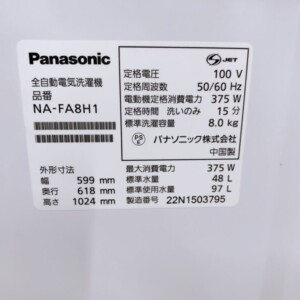 Panasonic
全自動電気洗濯機
品番
NA-FA8H1
外形寸法
幅 599 mm
奥行 618 mm
高さ 1024 mm
S JET
定格電圧 100 V
定格周波数 50/60 Hz
電動機定格消費電力 375 W
定格時間 洗いのみ 15 分
標準洗濯容量 8.0 kg
PS E パナソニック株式会社
中国製
最大消費電力 375 W
標準水量 48 L
標準使用水量 97 L
製造番号 22N1503795